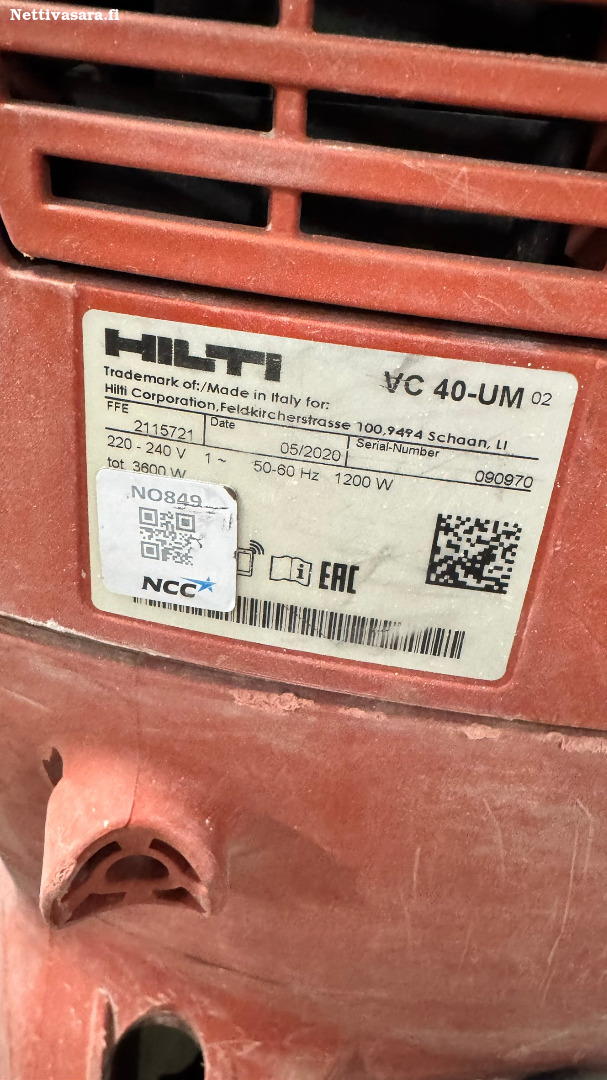 Nettivasara.fi
HILTI
VC 40-UM 02
Trademark of:/Made in Italy for:
Hilti Corporation,Feldkircherstrasse 100,9494 Schaan, LI
FFE 2115721 Date 05/2020 Serial-Number 090970
220 - 240 V 1 ~ 50-60 Hz 1200 W
tot 3600 W
NO849
NCC
EAC